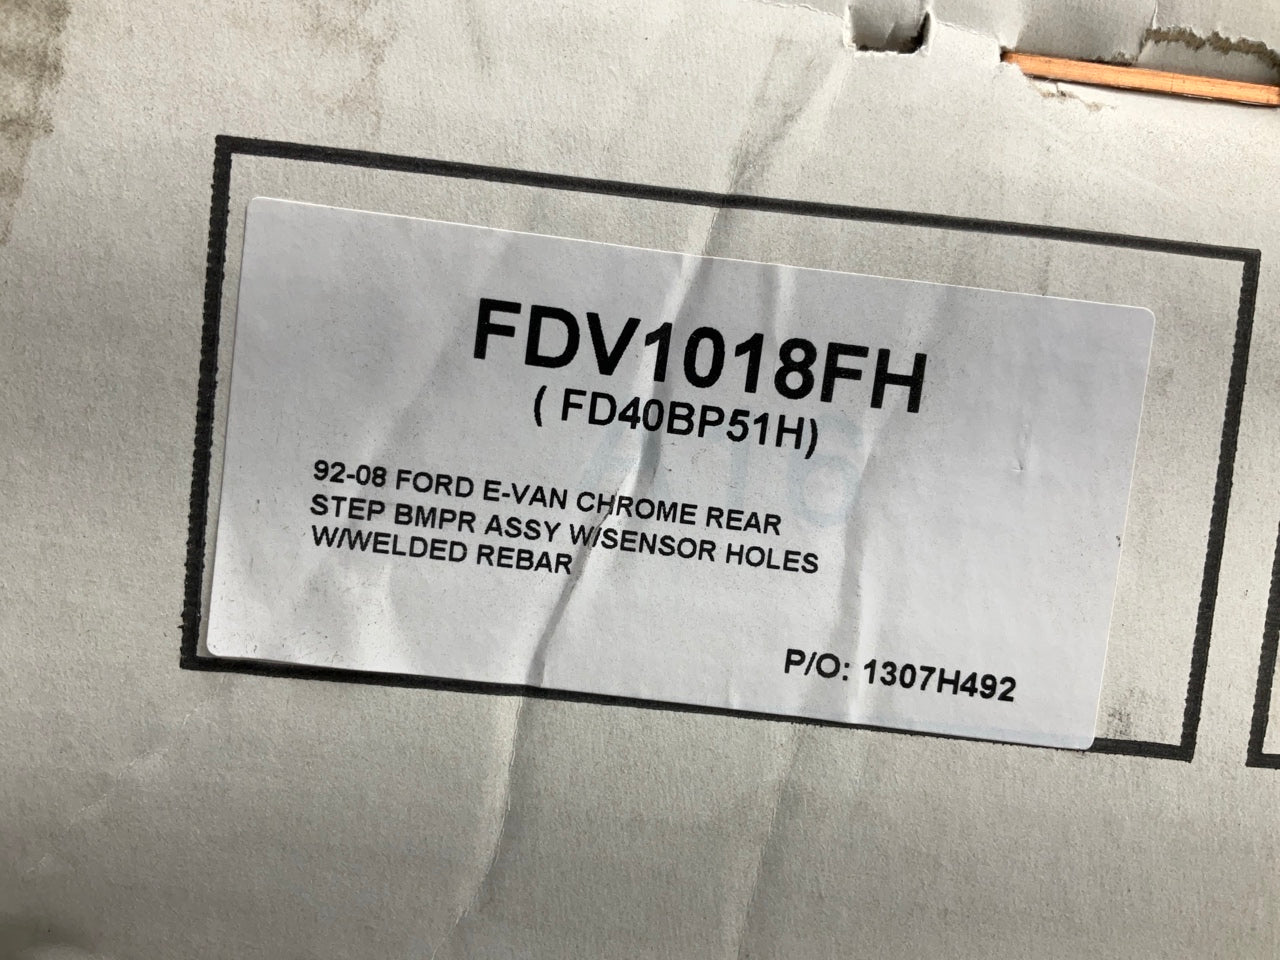 FDV1018FH
( FD40BP51H)
92-08 FORD E-VAN CHROME REAR
STEP BMPR ASSY W/SENSOR HOLES
W/WELDED REBAR
P/O: 1307H492